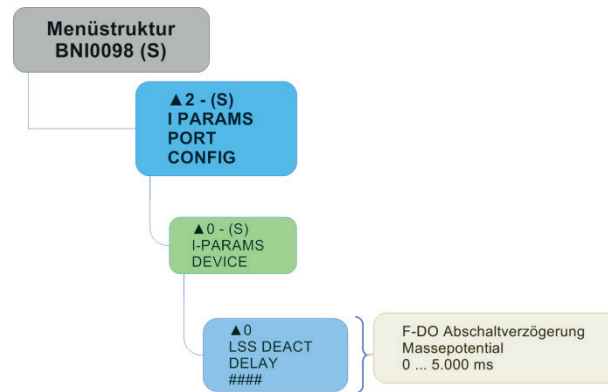 Menüstruktur
BNI0098 (S)
▲2 - (S)
I PARAMS
PORT
CONFIG
▲0 - (S)
I-PARAMS
DEVICE
▲0
LSS DEACT
DELAY
####
F-DO Abschaltverzögerung
Massepotential
0 ... 5.000 ms